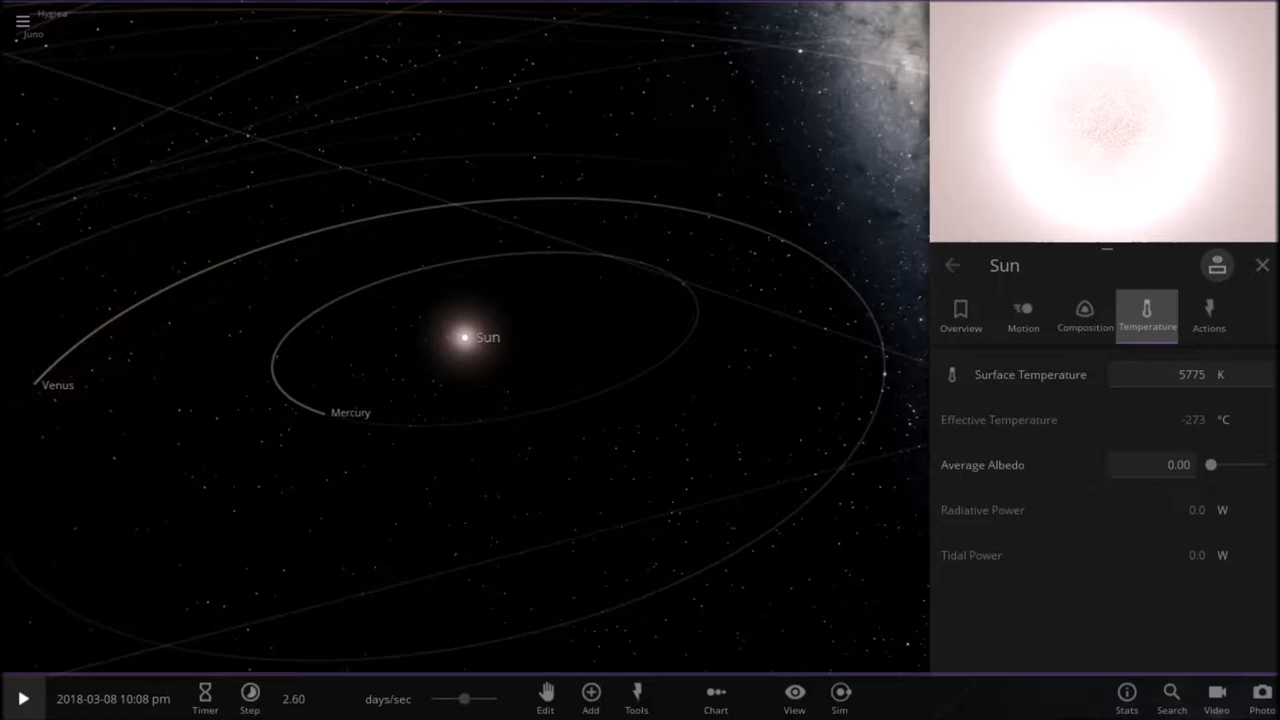 Hygiea
Juno
Sun
Venus
Mercury
Sun
Overview
Motion
Composition
Temperature
Actions
Surface Temperature 5775 K
Effective Temperature -273 °C
Average Albedo 0.00
Radiative Power 0.0 W
Tidal Power 0.0 W
2018-03-08 10:08 pm
Timer
Step
2.60 days/sec
Edit
Add
Tools
Chart
View
Sim
Stats
Search
Video
Photo